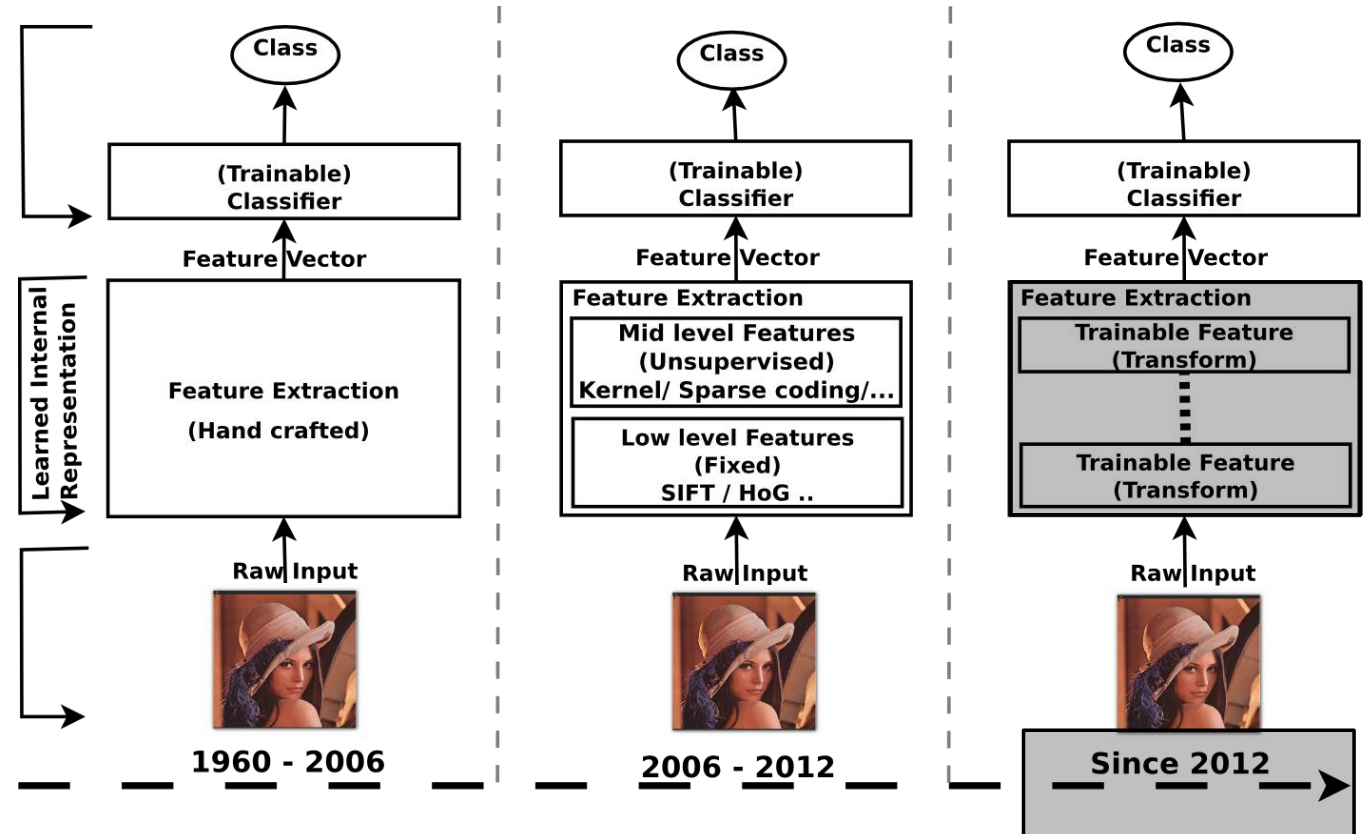 Class
(Trainable)
Classifier
Feature Vector
Feature Extraction
(Hand crafted)
Learned Internal
Representation
Raw Input
1960 - 2006
Class
(Trainable)
Classifier
Feature Vector
Feature Extraction
Mid level Features
(Unsupervised)
Kernel/ Sparse coding/...
Low level Features
(Fixed)
SIFT / HoG ..
Raw Input
2006 - 2012
Class
(Trainable)
Classifier
Feature Vector
Feature Extraction
Trainable Feature
(Transform)
Trainable Feature
(Transform)
Raw Input
Since 2012